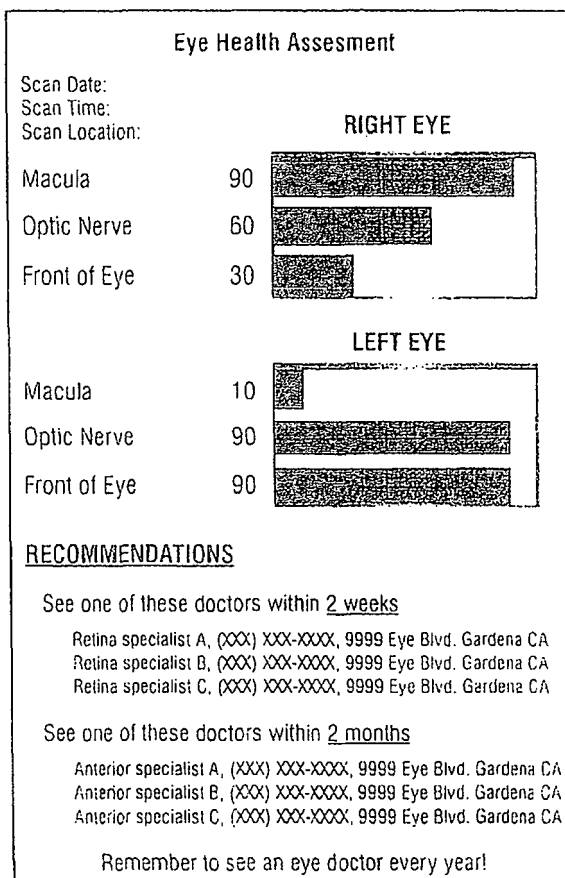 Eye Health Assesment
Scan Date:
Scan Time:
Scan Location:
RIGHT EYE
Macula 90
Optic Nerve 60
Front of Eye 30
LEFT EYE
Macula 10
Optic Nerve 90
Front of Eye 90
RECOMMENDATIONS
See one of these doctors within 2 weeks
Retina specialist A, (XXX) XXX-XXXX, 9999 Eye Blvd. Gardena CA
Retina specialist B, (XXX) XXX-XXXX, 9999 Eye Blvd. Gardena CA
Retina specialist C, (XXX) XXX-XXXX, 9999 Eye Blvd. Gardena CA
See one of these doctors within 2 months
Anterior specialist A, (XXX) XXX-XXXX, 9999 Eye Blvd. Gardena CA
Anterior specialist B, (XXX) XXX-XXXX, 9999 Eye Blvd. Gardena CA
Anterior specialist C, (XXX) XXX-XXXX, 9999 Eye Blvd. Gardena CA
Remember to see an eye doctor every year!